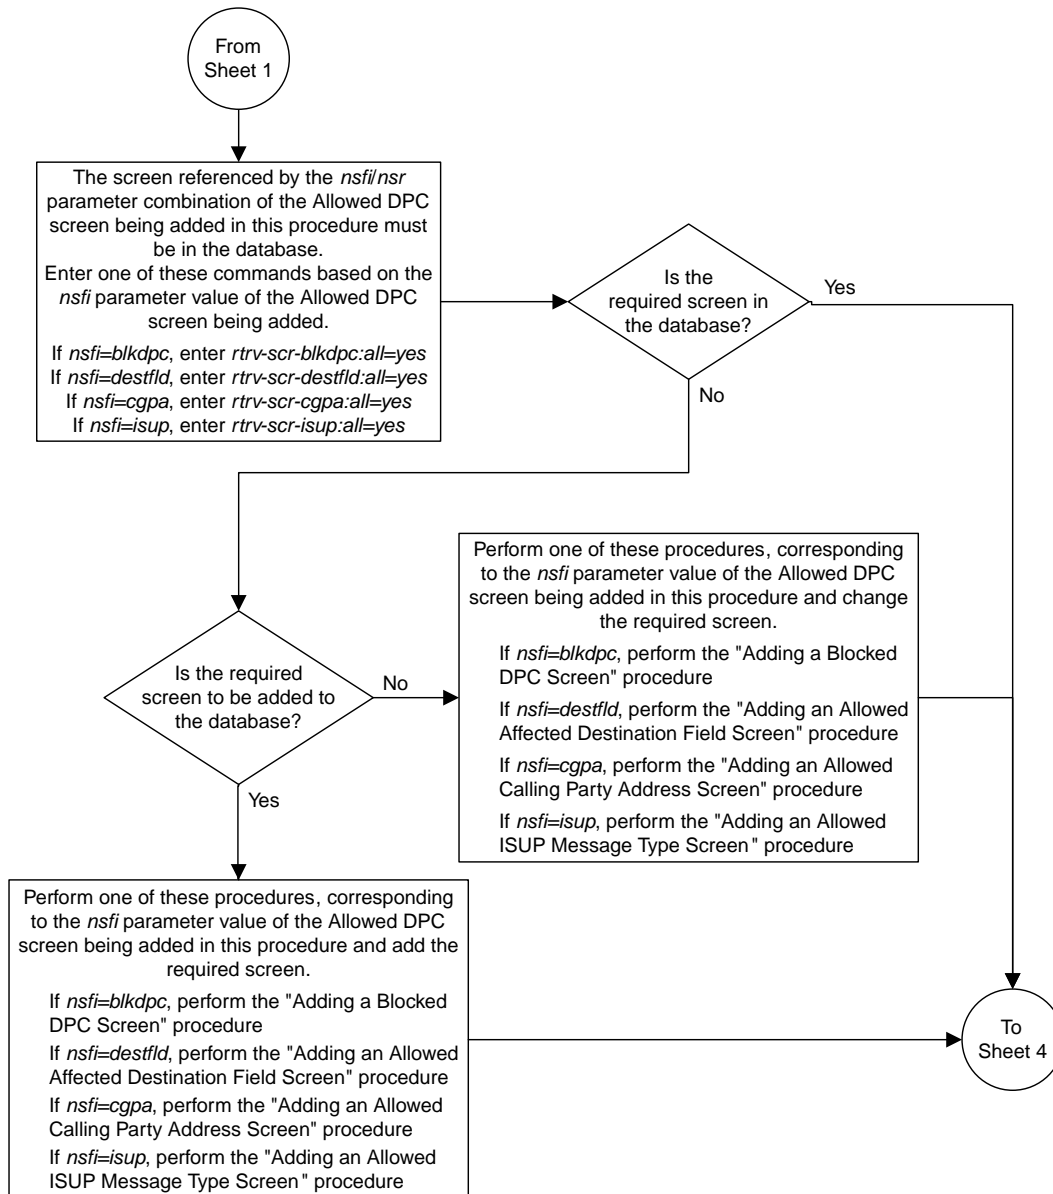 From
Sheet 1
The screen referenced by the nsfi/nsr
parameter combination of the Allowed DPC
screen being added in this procedure must
be in the database.
Enter one of these commands based on the
nsfi parameter value of the Allowed DPC
screen being added.
If nsfi=blkdpc, enter rtrv-scr-blkdpc:all=yes
If nsfi=destfld, enter rtrv-scr-destfld:all=yes
If nsfi=cgpa, enter rtrv-scr-cgpa:all=yes
If nsfi=isup, enter rtrv-scr-isup:all=yes
Is the
required screen in
the database?
Yes
No
Is the required
screen to be added to
the database?
No
Yes
Perform one of these procedures, corresponding
to the nsfi parameter value of the Allowed DPC
screen being added in this procedure and change
the required screen.
If nsfi=blkdpc, perform the "Adding a Blocked
DPC Screen" procedure
If nsfi=destfld, perform the "Adding an Allowed
Affected Destination Field Screen" procedure
If nsfi=cgpa, perform the "Adding an Allowed
Calling Party Address Screen" procedure
If nsfi=isup, perform the "Adding an Allowed
ISUP Message Type Screen" procedure
Perform one of these procedures, corresponding
to the nsfi parameter value of the Allowed DPC
screen being added in this procedure and add the
required screen.
If nsfi=blkdpc, perform the "Adding a Blocked
DPC Screen" procedure
If nsfi=destfld, perform the "Adding an Allowed
Affected Destination Field Screen" procedure
If nsfi=cgpa, perform the "Adding an Allowed
Calling Party Address Screen" procedure
If nsfi=isup, perform the "Adding an Allowed
ISUP Message Type Screen" procedure
To
Sheet 4